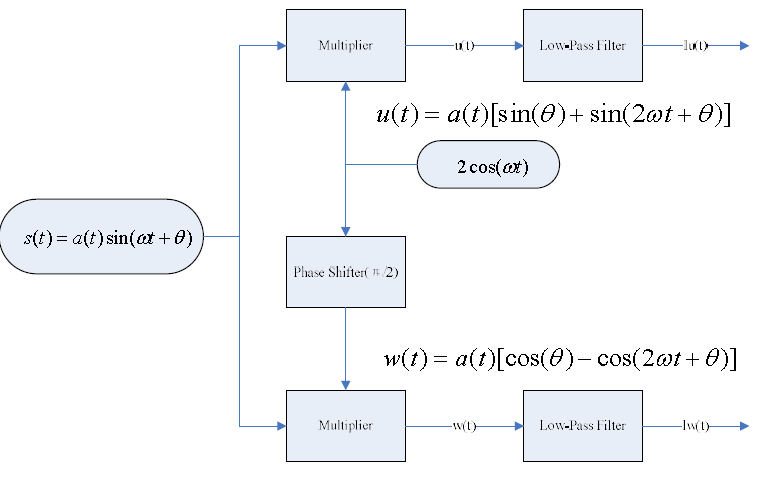 Multiplier
u(t)
Low-Pass Filter
lu(t)
u(t) = a(t)[sin(θ) + sin(2ωt + θ)]
2cos(ωt)
s(t) = a(t)sin(ωt + θ)
Phase Shifter(π/2)
w(t) = a(t)[cos(θ) − cos(2ωt + θ)]
Multiplier
w(t)
Low-Pass Filter
lw(t)